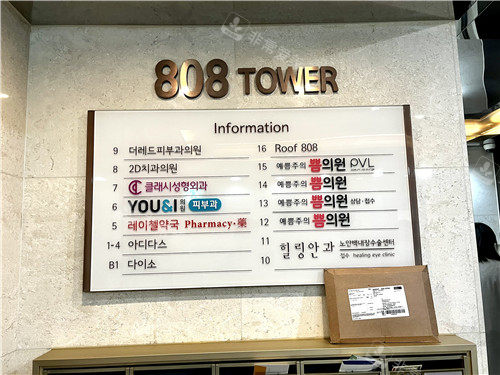 808 TOWER
Information
9 더레드피부과의원
8 2D치과의원
7 클래시성형외과
6 YOU&I 의원 피부과
5 레이첼약국 Pharmacy·藥
1-4 아디다스
B1 다이소
16 Roof 808
15 예쁨주의 쁨의원 PVL
14 예쁨주의 쁨의원
13 예쁨주의 쁨의원 상담·접수
12 예쁨주의 쁨의원
11
10
힐링안과 노안백내장수술센터
접수 healing eye clinic